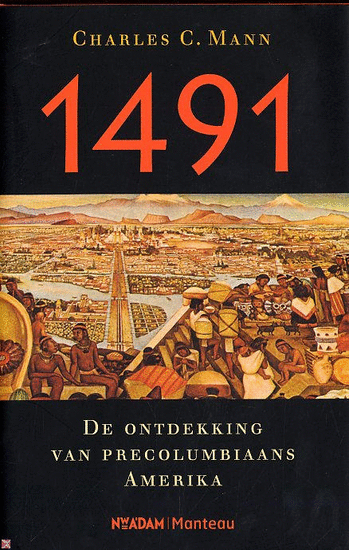 CHARLES C. MANN
1491
DE ONTDEKKING
VAN PRECOLUMBIAANS
AMERIKA
NWADAM | Manteau